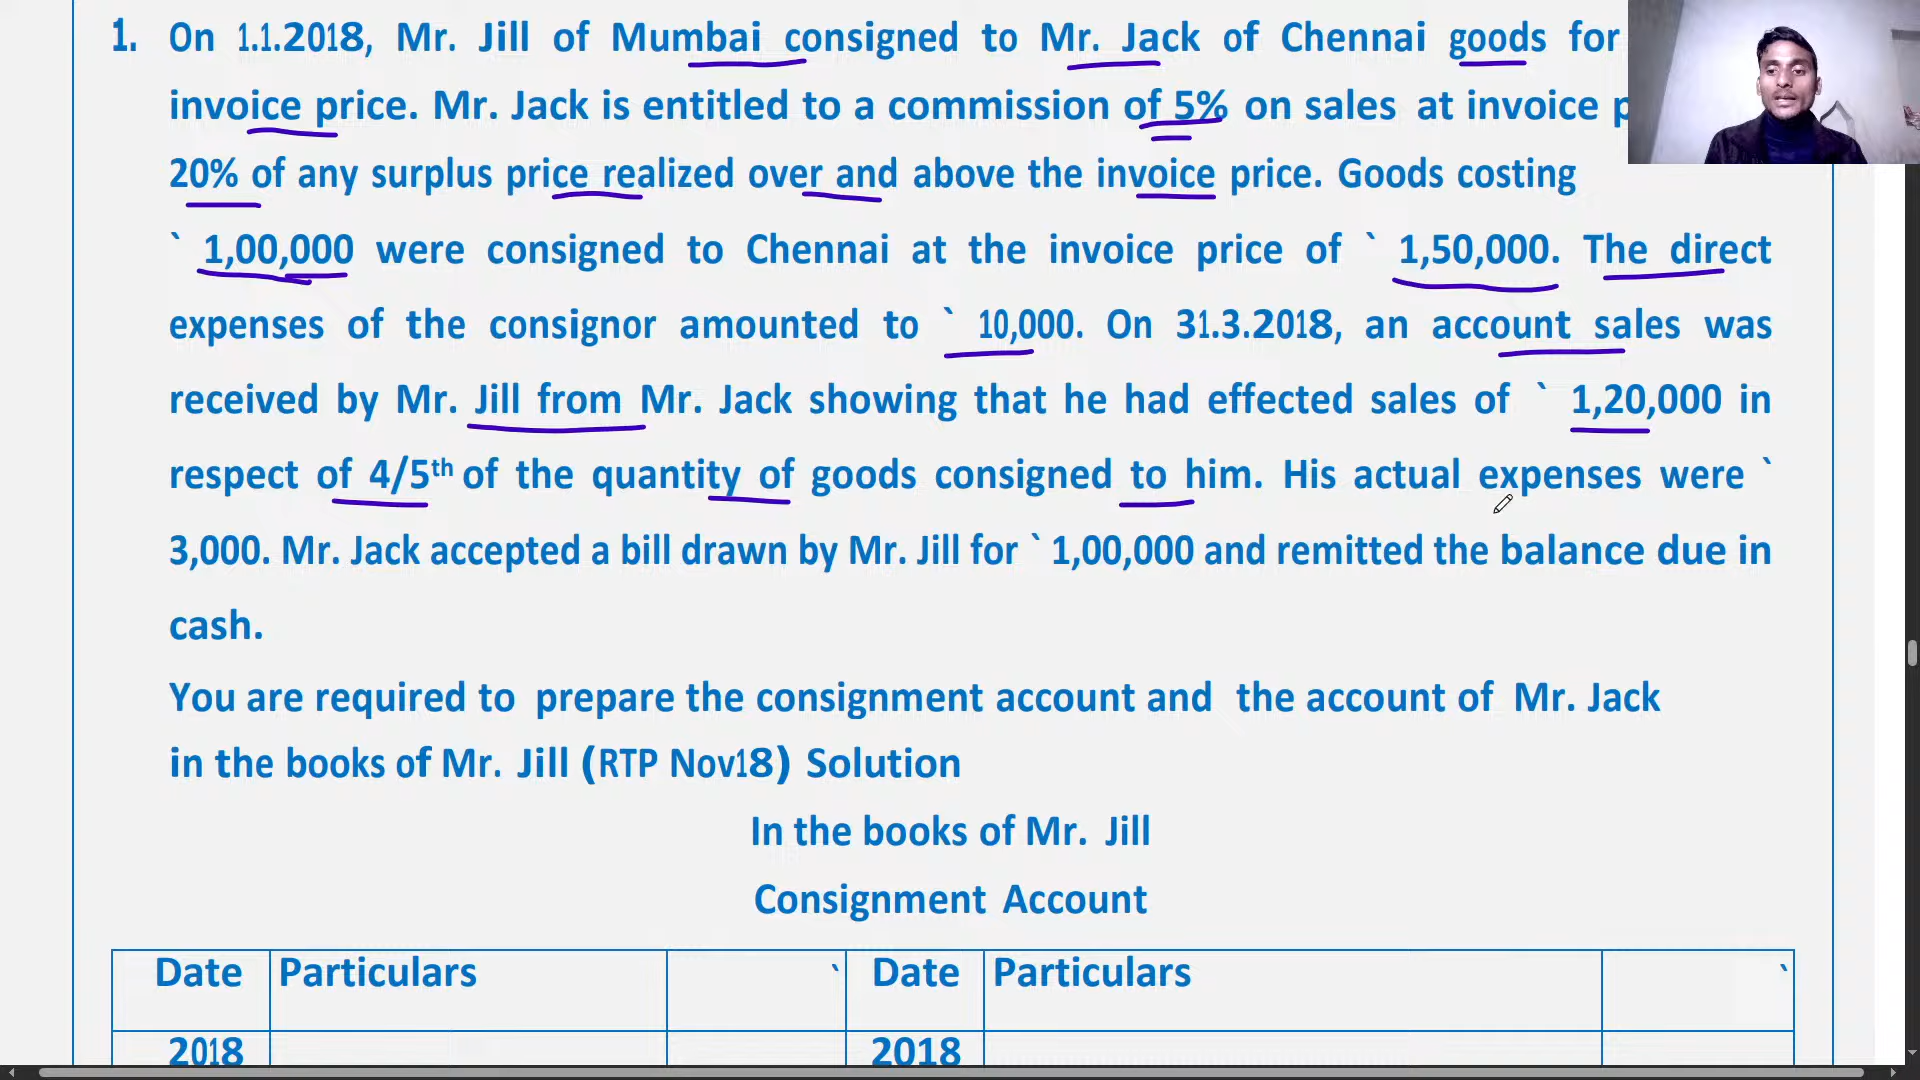 1. On 1.1.2018, Mr. Jill of Mumbai consigned to Mr. Jack of Chennai goods for
invoice price. Mr. Jack is entitled to a commission of 5% on sales at invoice
20% of any surplus price realized over and above the invoice price. Goods costing
` 1,00,000 were consigned to Chennai at the invoice price of ` 1,50,000. The direct
expenses of the consignor amounted to ` 10,000. On 31.3.2018, an account sales was
received by Mr. Jill from Mr. Jack showing that he had effected sales of ` 1,20,000 in
respect of 4/5th of the quantity of goods consigned to him. His actual expenses were `
3,000. Mr. Jack accepted a bill drawn by Mr. Jill for ` 1,00,000 and remitted the balance due in
cash.
You are required to prepare the consignment account and the account of Mr. Jack
in the books of Mr. Jill (RTP Nov18) Solution
In the books of Mr. Jill
Consignment Account
Date Particulars ` Date Particulars `
2018 2018